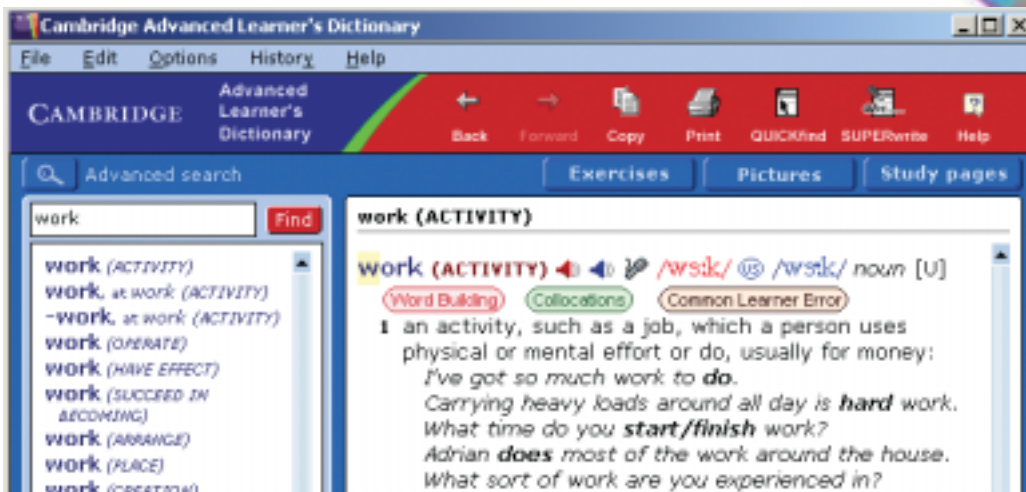 Cambridge Advanced Learner's Dictionary
File Edit Options History Help
CAMBRIDGE
Advanced
Learner's
Dictionary
Back Forward Copy Print QUICKfind SUPERwrite Help
Advanced search
Exercises Pictures Study pages
work Find
work (ACTIVITY)
work, at work (ACTIVITY)
-work, at work (ACTIVITY)
work (OPERATE)
work (HAVE EFFECT)
work (SUCCEED IN
BECOMING)
work (ARRANGE)
work (PLACE)
work (CREATION)
work (ACTIVITY)
work (ACTIVITY) /wɜːk/ US /wɜːk/ noun [U]
Word Building Collocations Common Learner Error
1 an activity, such as a job, which a person uses
physical or mental effort or do, usually for money:
I've got so much work to do.
Carrying heavy loads around all day is hard work.
What time do you start/finish work?
Adrian does most of the work around the house.
What sort of work are you experienced in?